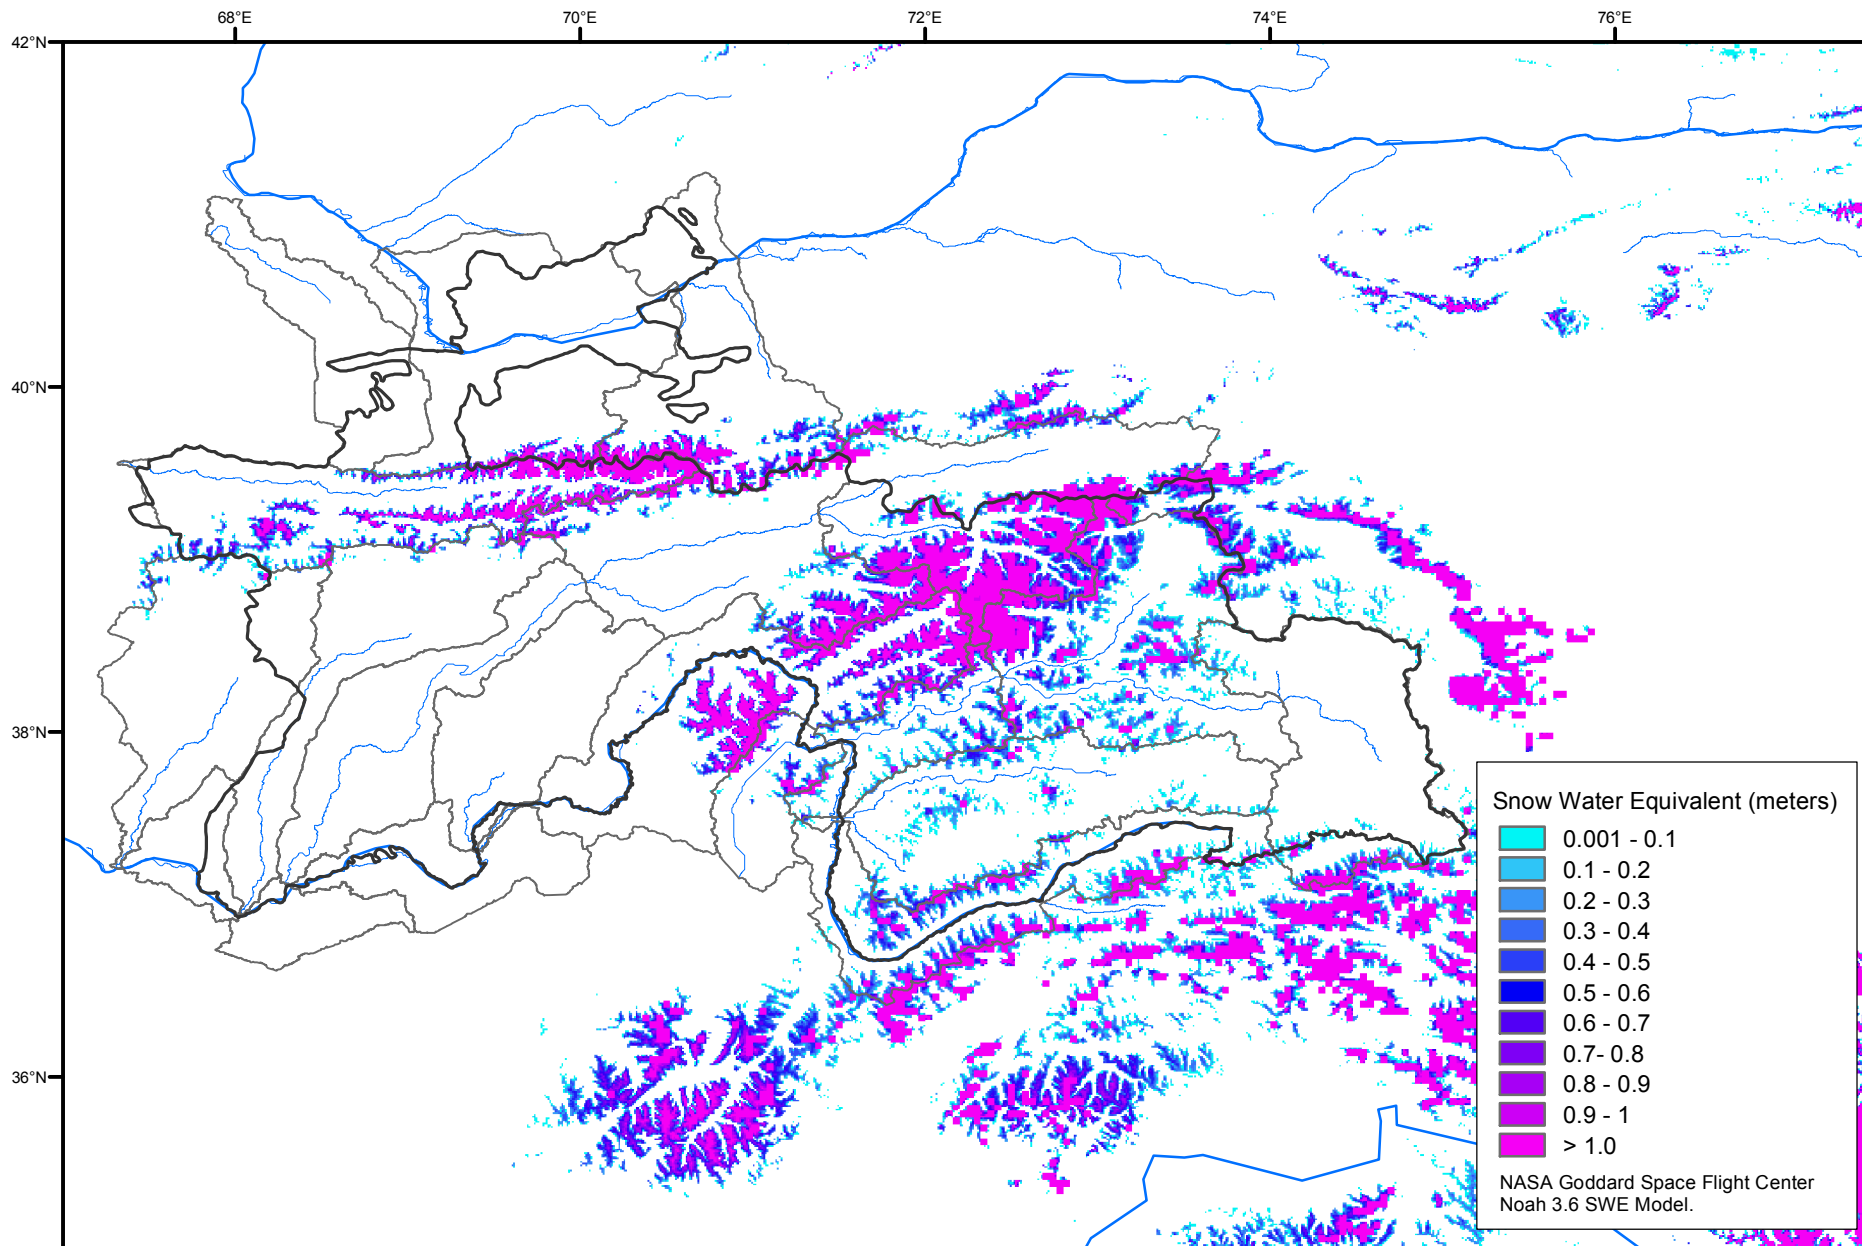 68°E
70°E
72°E
74°E
76°E
42°N
40°N
38°N
36°N
Snow Water Equivalent (meters)
0.001 - 0.1
0.1 - 0.2
0.2 - 0.3
0.3 - 0.4
0.4 - 0.5
0.5 - 0.6
0.6 - 0.7
0.7- 0.8
0.8 - 0.9
0.9 - 1
> 1.0
NASA Goddard Space Flight Center
Noah 3.6 SWE Model.